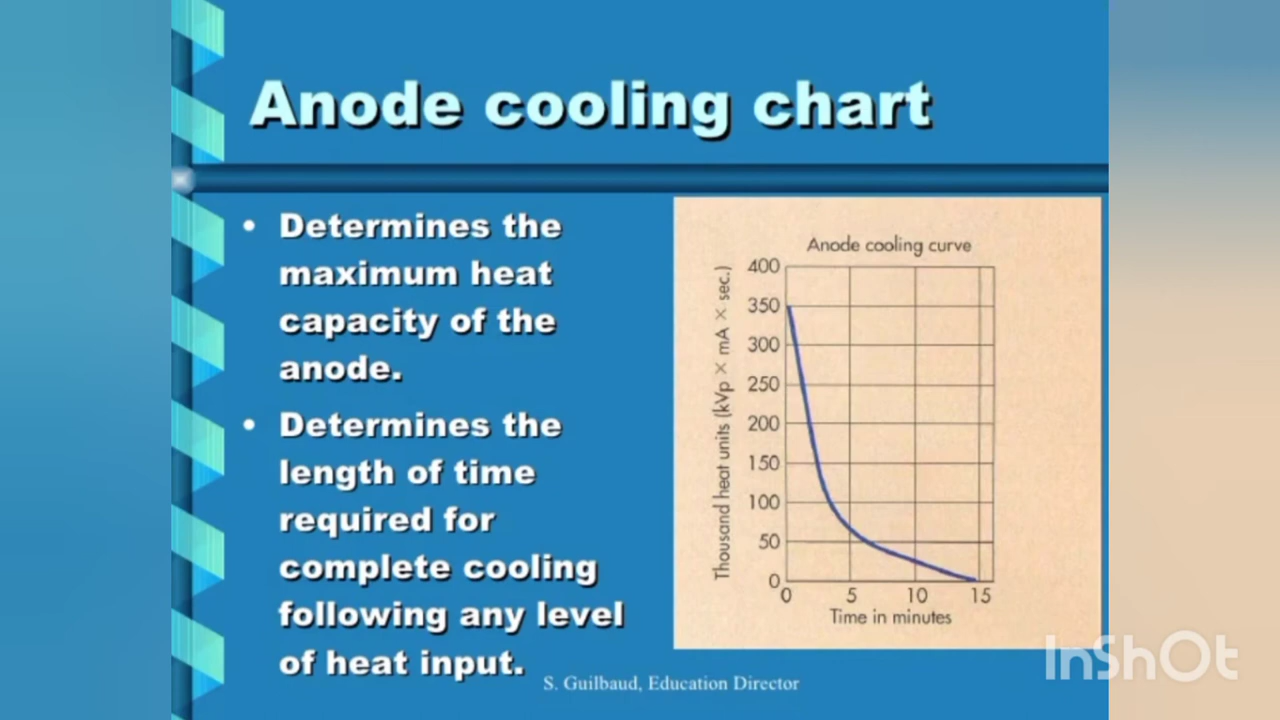 Anode cooling chart
• Determines the
maximum heat
capacity of the
anode.
• Determines the
length of time
required for
complete cooling
following any level
of heat input.
Anode cooling curve
Thousand heat units (kVp × mA × sec.)
400
350
300
250
200
150
100
50
0
0 5 10 15
Time in minutes
S. Guilbaud, Education Director
InShOt